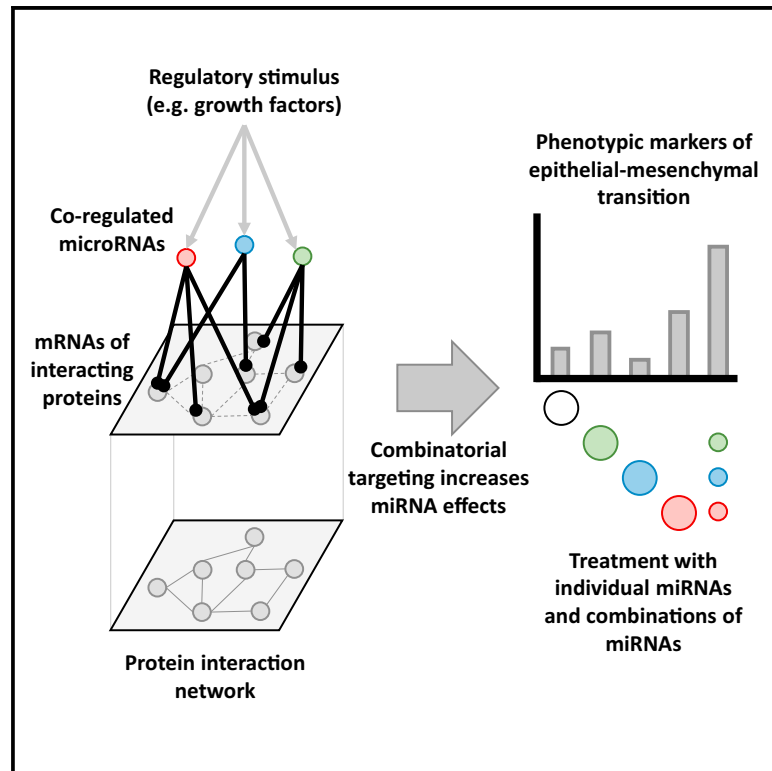 Regulatory stimulus
(e.g. growth factors)
Co-regulated
microRNAs
mRNAs of
interacting
proteins
Protein interaction
network
Combinatorial
targeting increases
miRNA effects
Phenotypic markers of
epithelial-mesenchymal
transition
Treatment with
individual miRNAs
and combinations of
miRNAs